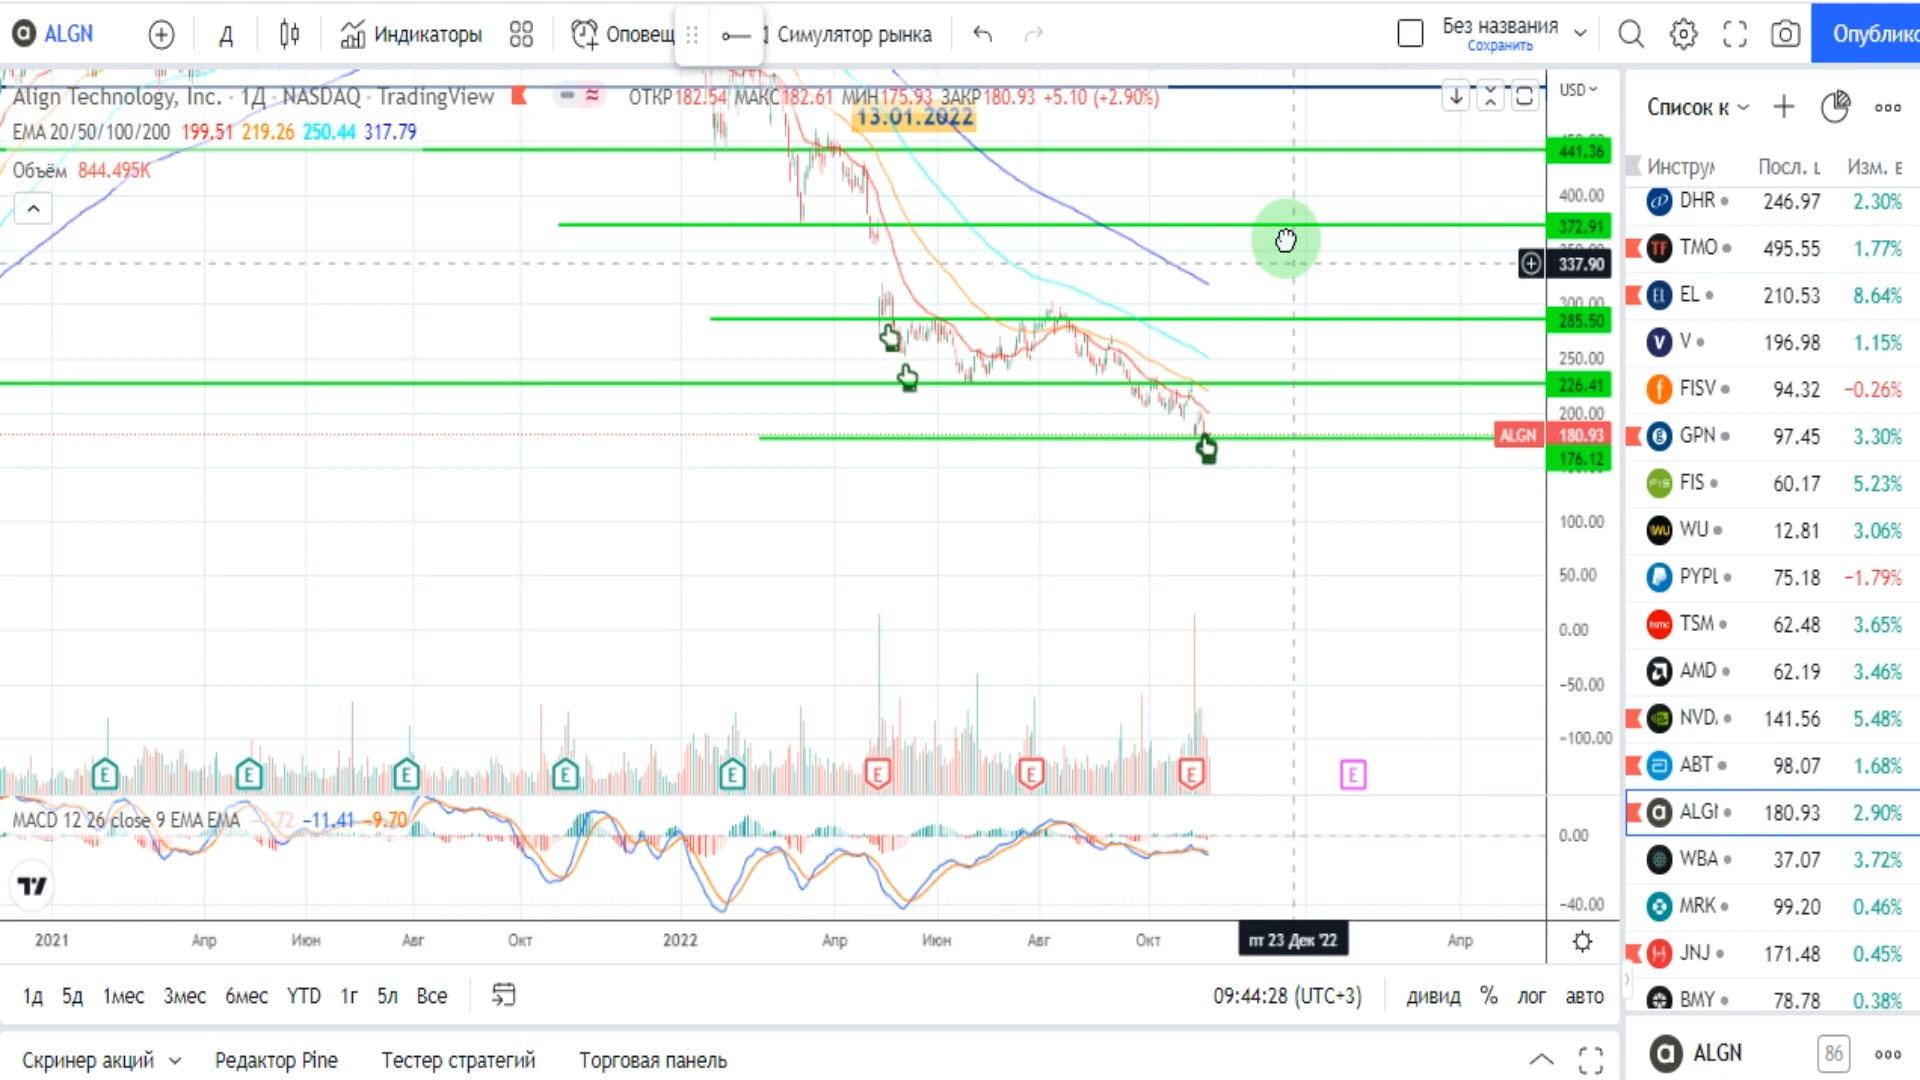 ALGN Д Индикаторы Оповещ Симулятор рынка Без названия Сохранить Опублико
Align Technology, Inc. · 1Д · NASDAQ · TradingView ОТКР182.54 МАКС182.61 МИН175.93 ЗАКР180.93 +5.10 (+2.90%)
13.01.2022
EMA 20/50/100/200 199.51 219.26 250.44 317.79
Объём 844.495K
USD
441.36
400.00
372.91
337.90
300.00
285.50
250.00
226.41
200.00
ALGN 180.93
176.12
100.00
50.00
0.00
−50.00
−100.00
E E E E E E E E E
MACD 12 26 close 9 EMA EMA −11.41 −9.70
0.00
−40.00
2021 Апр Июн Авг Окт 2022 Апр Июн Авг Окт пт 23 Дек '22 Апр
1д 5д 1мес 3мес 6мес YTD 1г 5л Все 09:44:28 (UTC+3) дивид % лог авто
Скринер акций Редактор Pine Тестер стратегий Торговая панель
Список к
Инструм Посл. Изм.
DHR 246.97 2.30%
TMO 495.55 1.77%
EL 210.53 8.64%
V 196.98 1.15%
FISV 94.32 −0.26%
GPN 97.45 3.30%
FIS 60.17 5.23%
WU 12.81 3.06%
PYPL 75.18 −1.79%
TSM 62.48 3.65%
AMD 62.19 3.46%
NVD 141.56 5.48%
ABT 98.07 1.68%
ALGN 180.93 2.90%
WBA 37.07 3.72%
MRK 99.20 0.46%
JNJ 171.48 0.45%
BMY 78.78 0.38%
ALGN 86